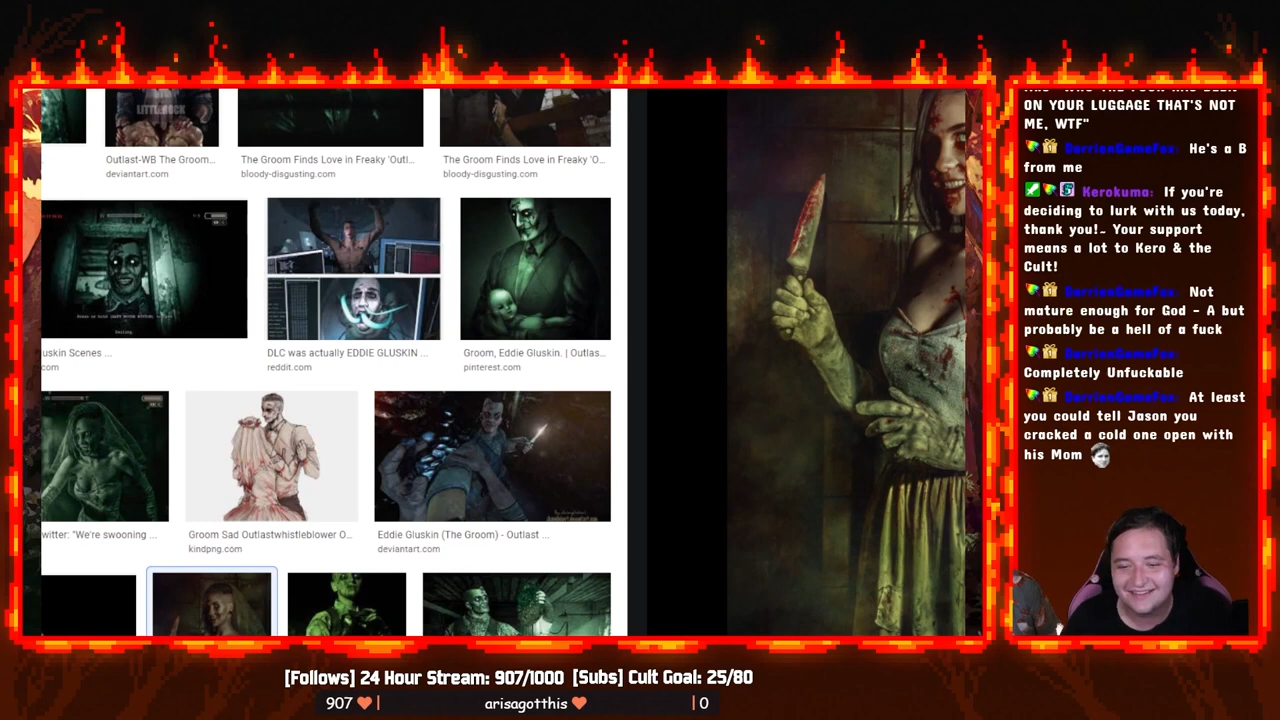 LITTLEROCK
Outlast-WB The Groom...
deviantart.com
The Groom Finds Love in Freaky 'Outl...
bloody-disgusting.com
The Groom Finds Love in Freaky 'O...
bloody-disgusting.com
uskin Scenes ...
com
DLC was actually EDDIE GLUSKIN ...
reddit.com
Groom, Eddie Gluskin. | Outlas...
pinterest.com
witter: "We're swooning ...
Groom Sad Outlastwhistleblower O...
kindpng.com
Eddie Gluskin (The Groom) - Outlast ...
deviantart.com
ON YOUR LUGGAGE THAT'S NOT
ME, WTF"
DarrionGameFox: He's a B
from me
Kerokuma: If you're
deciding to lurk with us today,
thank you!~ Your support
means a lot to Kero & the
Cult!
DarrionGameFox: Not
mature enough for God - A but
probably be a hell of a fuck
DarrionGameFox:
Completely Unfuckable
DarrionGameFox: At least
you could tell Jason you
cracked a cold one open with
his Mom
[Follows] 24 Hour Stream: 907/1000 [Subs] Cult Goal: 25/80
907 | arisagotthis | 0